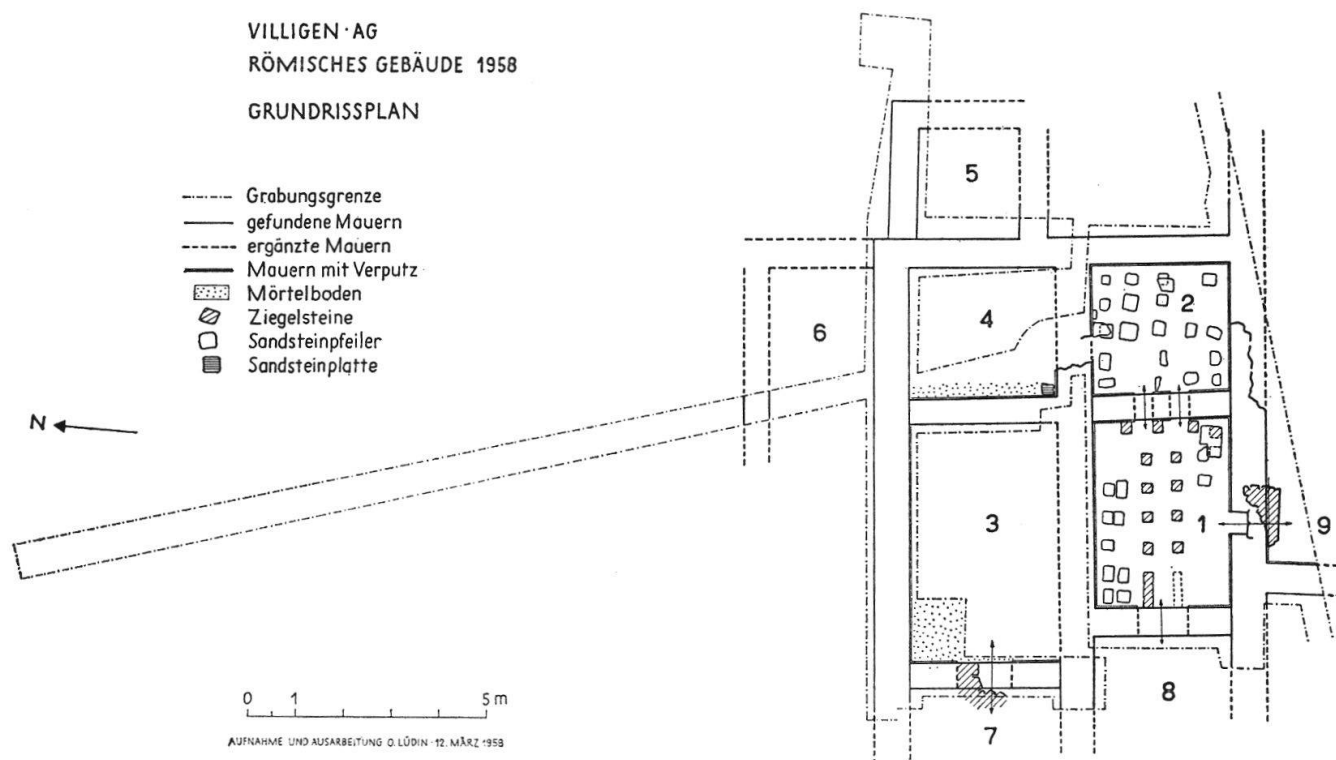 VILLIGEN · AG
RÖMISCHES GEBÄUDE 1958
GRUNDRISSPLAN
Grabungsgrenze
gefundene Mauern
ergänzte Mauern
Mauern mit Verputz
Mörtelboden
Ziegelsteine
Sandsteinpfeiler
Sandsteinplatte
5
6
4
2
N
3
1
9
8
7
0 1 5 m
AUFNAHME UND AUSARBEITUNG O. LÜDIN · 12. MÄRZ 1958